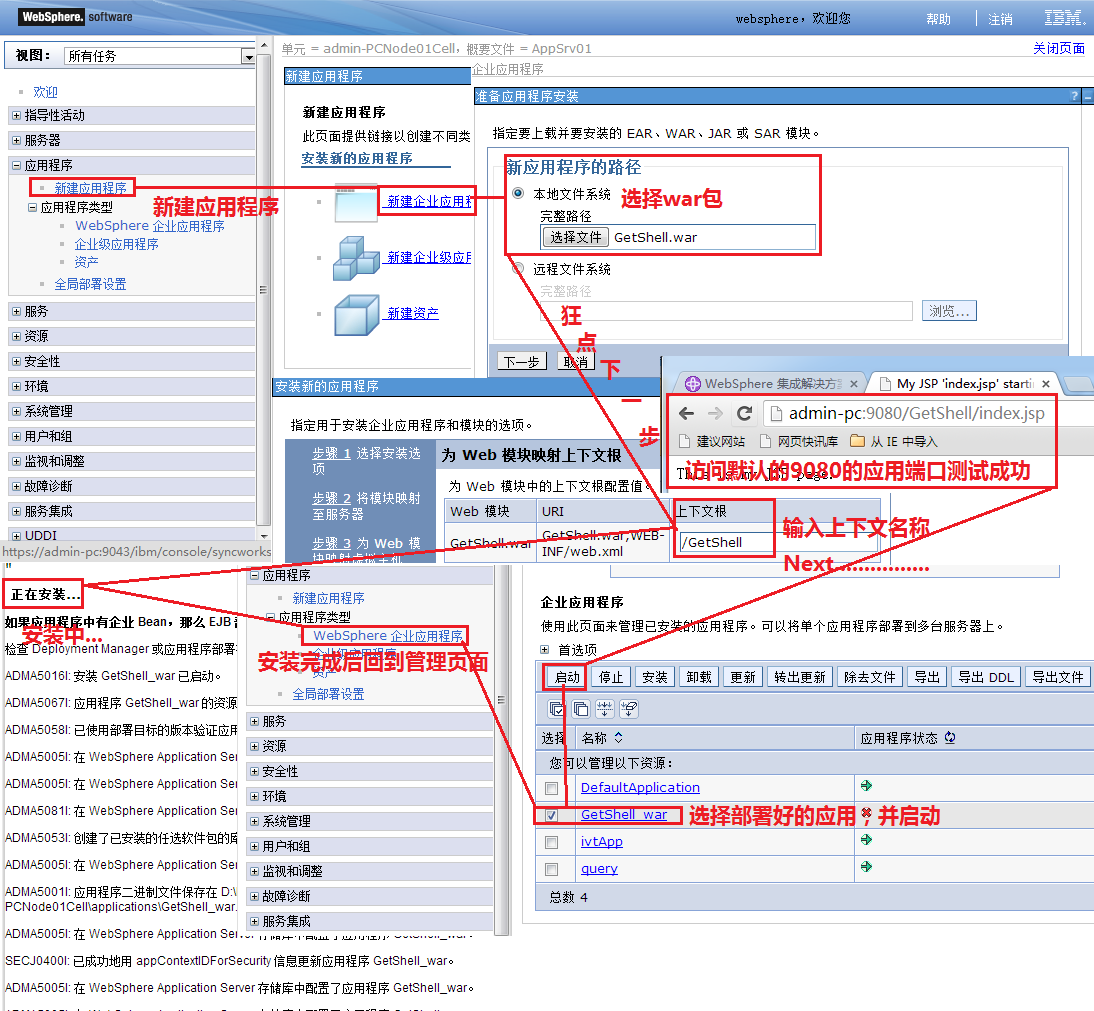 WebSphere. software
websphere，欢迎您
帮助
注销
IBM.
视图：
所有任务
单元 = admin-PCNode01Cell，概要文件 = AppSrv01
关闭页面
欢迎
指导性活动
服务器
应用程序
新建应用程序
应用程序类型
WebSphere 企业应用程序
企业级应用程序
资产
全局部署设置
服务
资源
安全性
环境
系统管理
用户和组
监视和调整
故障诊断
服务集成
UDDI
https://admin-pc:9043/ibm/console/syncworks
新建应用程序
新建应用程序
新建应用程序
此页面提供链接以创建不同类
安装新的应用程序
新建企业应用程
新建企业级应用
新建资产
企业应用程序
准备应用程序安装
指定要上载并要安装的 EAR、WAR、JAR 或 SAR 模块。
新应用程序的路径
本地文件系统
选择war包
完整路径
选择文件 GetShell.war
远程文件系统
完整路径
浏览...
下一步
取消
狂
点
下
一
步
WebSphere 集成解决方
My JSP 'index.jsp' starti
admin-pc:9080/GetShell/index.jsp
建议网站
网页快讯库
从 IE 中导入
访问默认的9080的应用端口测试成功
安装新的应用程序
指定用于安装企业应用程序和模块的选项。
步骤 1 选择安装选
项
步骤 2 将模块映射
至服务器
步骤 3 为 Web 模
为 Web 模块映射上下文根
为 Web 模块中的上下文根配置值。
Web 模块
URI
上下文根
GetShell.war
GetShell.war,WEB-
INF/web.xml
/GetShell
输入上下文名称
Next...............
正在安装...
如果应用程序中有企业 Bean，那么 EJB
安装中...
检查 Deployment Manager 或应用程序部署
ADMA5016I: 安装 GetShell_war 已启动。
ADMA5067I: 应用程序 GetShell_war 的资源
ADMA5058I: 已使用部署目标的版本验证应用
ADMA5005I: 在 WebSphere Application Ser
ADMA5005I: 在 WebSphere Application Ser
ADMA5081I: 在 WebSphere Application Ser
ADMA5053I: 创建了已安装的任选软件包的库
ADMA5005I: 在 WebSphere Application Ser
ADMA5001I: 应用程序二进制文件保存在 D:\
PCNode01Cell\applications\GetShell_war.
ADMA5005I: 在 WebSphere Application Server 存储库中配置了应用程序 GetShell_war。
SECJ0400I: 已成功地用 appContextIDForSecurity 信息更新应用程序 GetShell_war。
ADMA5005I: 在 WebSphere Application Server 存储库中配置了应用程序 GetShell_war。
应用程序
新建应用程序
应用程序类型
WebSphere 企业应用程序
企业级应用程序
安装完成后回到管理页面
资产
全局部署设置
服务
资源
安全性
环境
系统管理
用户和组
监视和调整
故障诊断
服务集成
企业应用程序
使用此页面来管理已安装的应用程序。可以将单个应用程序部署到多台服务器上。
首选项
启动
停止
安装
卸载
更新
转出更新
除去文件
导出
导出 DDL
导出文件
选择
名称
应用程序状态
您可以管理以下资源：
DefaultApplication
GetShell_war
选择部署好的应用，并启动
ivtApp
query
总数 4